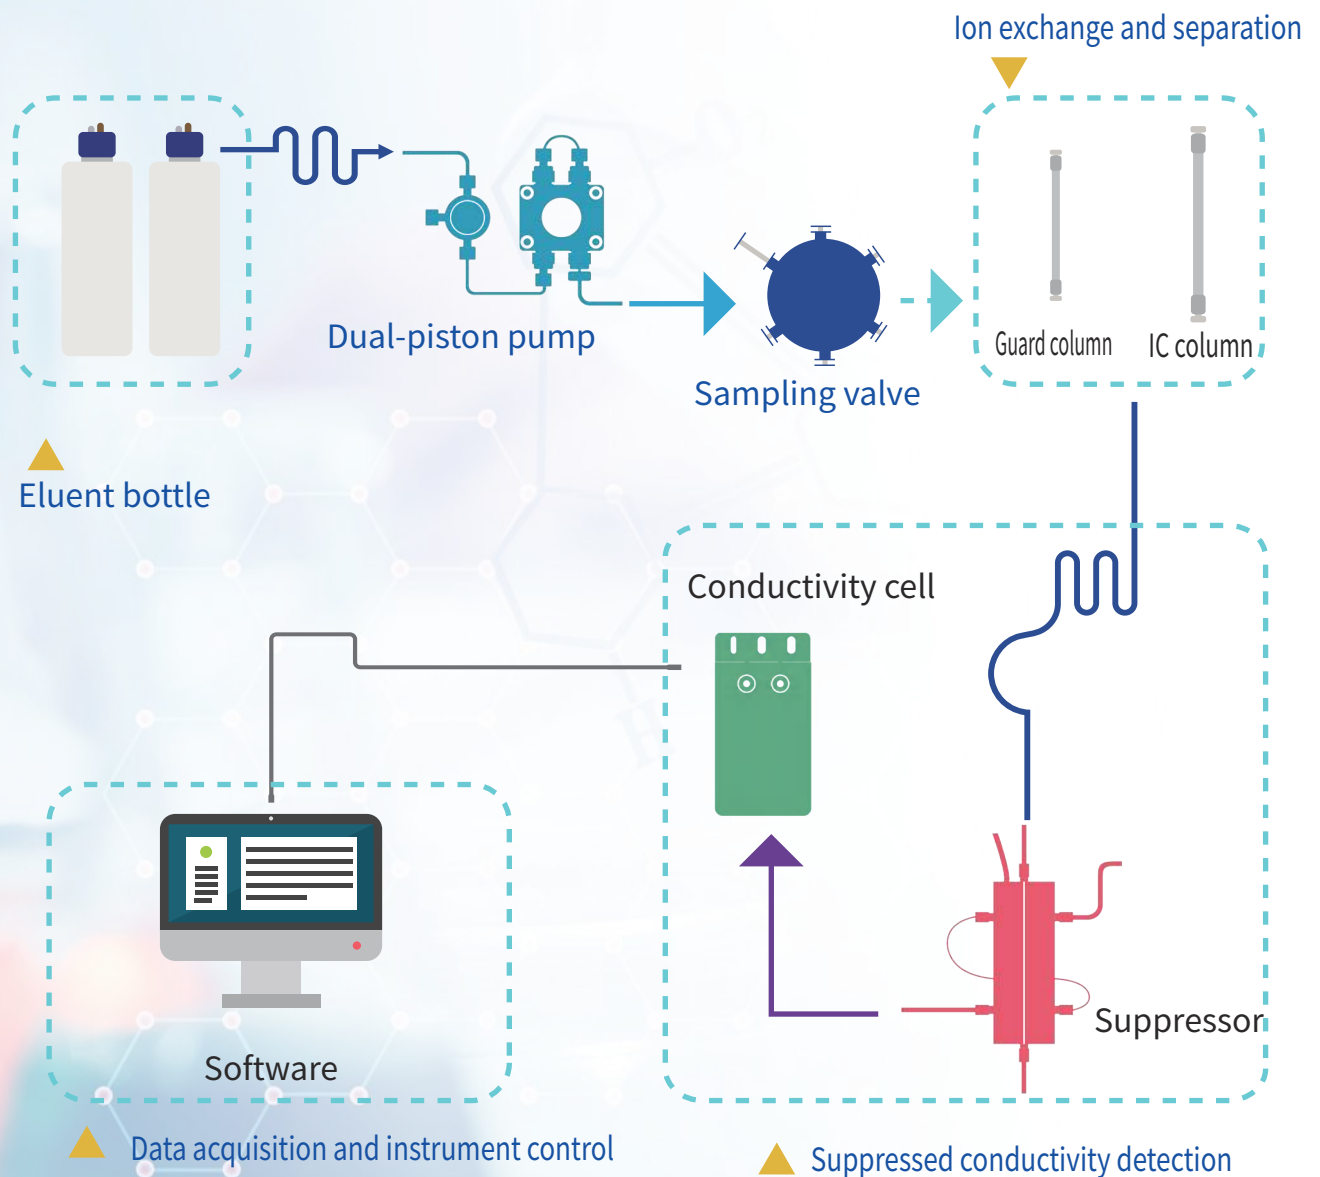 Ion exchange and separation
Dual-piston pump
Guard column
IC column
Sampling valve
Eluent bottle
Conductivity cell
Suppressor
Software
Data acquisition and instrument control
Suppressed conductivity detection